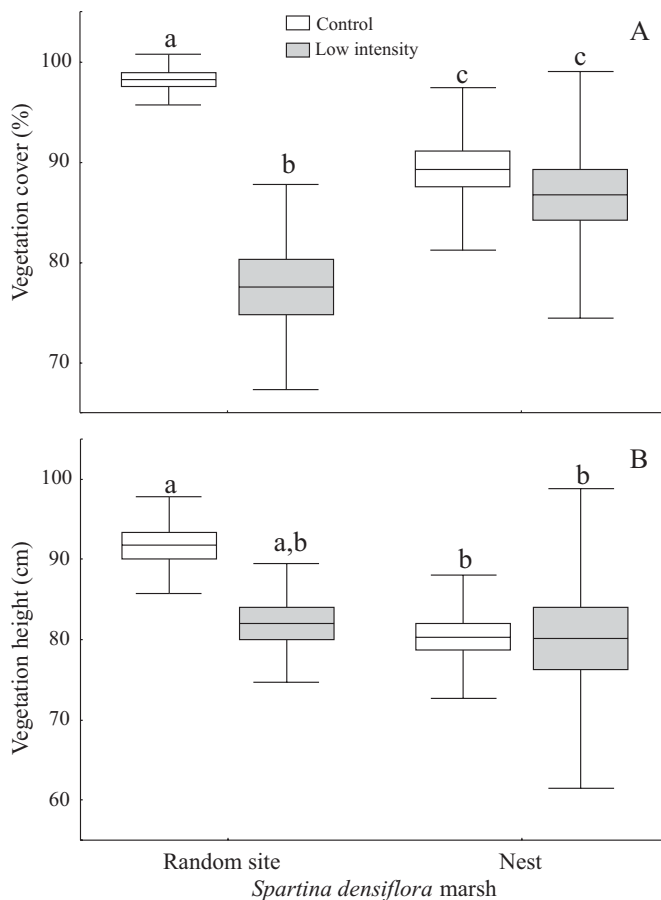 Control
Low intensity
A
Vegetation cover (%)
100
90
80
70
a
b
c
c
B
Vegetation height (cm)
100
90
80
70
60
a
a,b
b
b
Random site
Nest
Spartina densiflora marsh